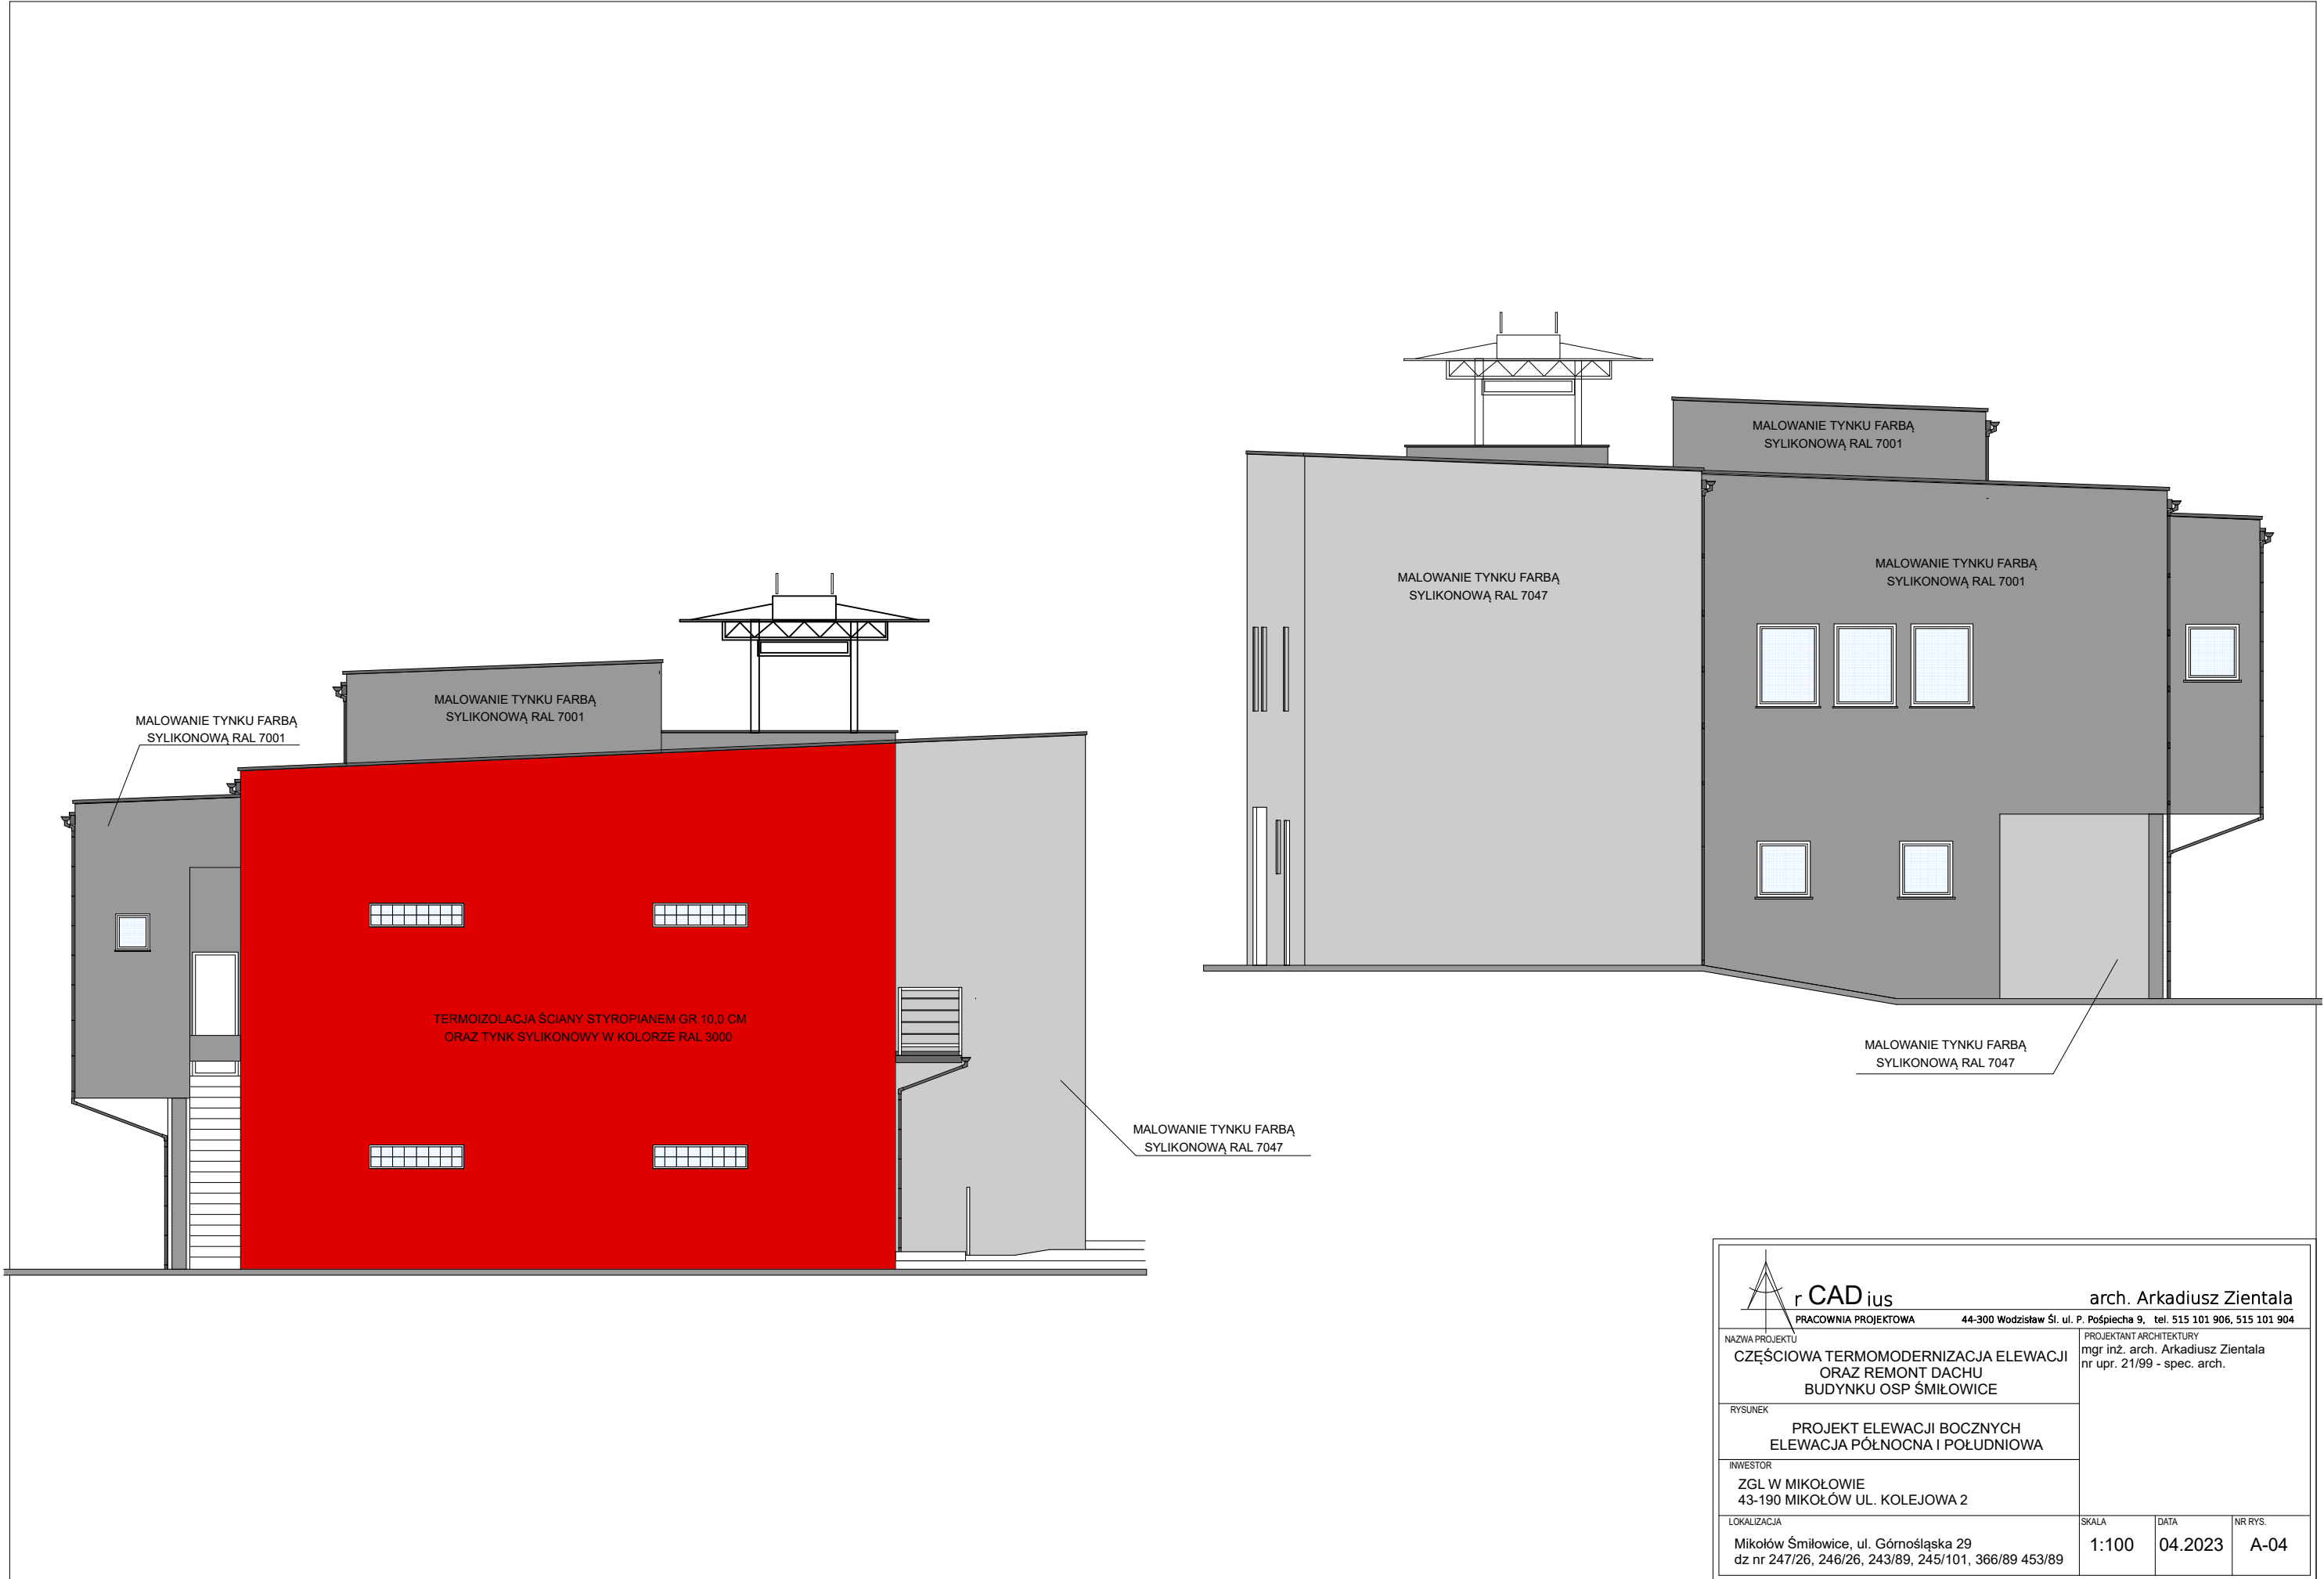 MALOWANIE TYNKU FARBĄ
SYLIKONOWĄ RAL 7001
MALOWANIE TYNKU FARBĄ
SYLIKONOWĄ RAL 7001
TERMOIZOLACJA ŚCIANY STYROPIANEM GR 10,0 CM
ORAZ TYNK SYLIKONOWY W KOLORZE RAL 3000
MALOWANIE TYNKU FARBĄ
SYLIKONOWĄ RAL 7047
MALOWANIE TYNKU FARBĄ
SYLIKONOWĄ RAL 7001
MALOWANIE TYNKU FARBĄ
SYLIKONOWĄ RAL 7047
MALOWANIE TYNKU FARBĄ
SYLIKONOWĄ RAL 7001
MALOWANIE TYNKU FARBĄ
SYLIKONOWĄ RAL 7047
ArCADius arch. Arkadiusz Zientala
PRACOWNIA PROJEKTOWA 44-300 Wodzisław Śl. ul. P. Pośpiecha 9, tel. 515 101 906, 515 101 904
NAZWA PROJEKTU
CZĘŚCIOWA TERMOMODERNIZACJA ELEWACJI
ORAZ REMONT DACHU
BUDYNKU OSP ŚMIŁOWICE
PROJEKTANT ARCHITEKTURY
mgr inż. arch. Arkadiusz Zientala
nr upr. 21/99 - spec. arch.
RYSUNEK
PROJEKT ELEWACJI BOCZNYCH
ELEWACJA PÓŁNOCNA I POŁUDNIOWA
INWESTOR
ZGL W MIKOŁOWIE
43-190 MIKOŁÓW UL. KOLEJOWA 2
LOKALIZACJA
Mikołów Śmiłowice, ul. Górnośląska 29
dz nr 247/26, 246/26, 243/89, 245/101, 366/89 453/89
SKALA
1:100
DATA
04.2023
NR RYS.
A-04